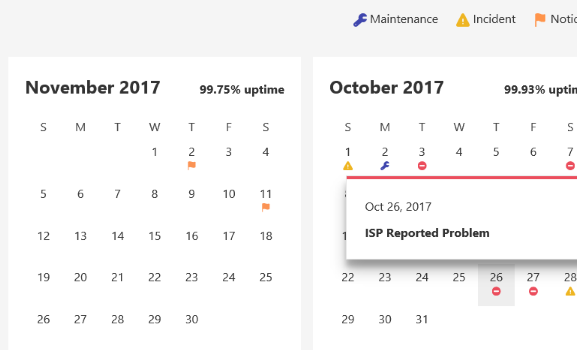 Maintenance Incident Notic
November 2017 99.75% uptime
S M T W T F S
1 2 3 4
5 6 7 8 9 10 11
12 13 14 15 16 17 18
19 20 21 22 23 24 25
26 27 28 29 30
October 2017 99.93% uptim
S M T W T F S
1 2 3 4 5 6 7
Oct 26, 2017
ISP Reported Problem
22 23 24 25 26 27 28
29 30 31